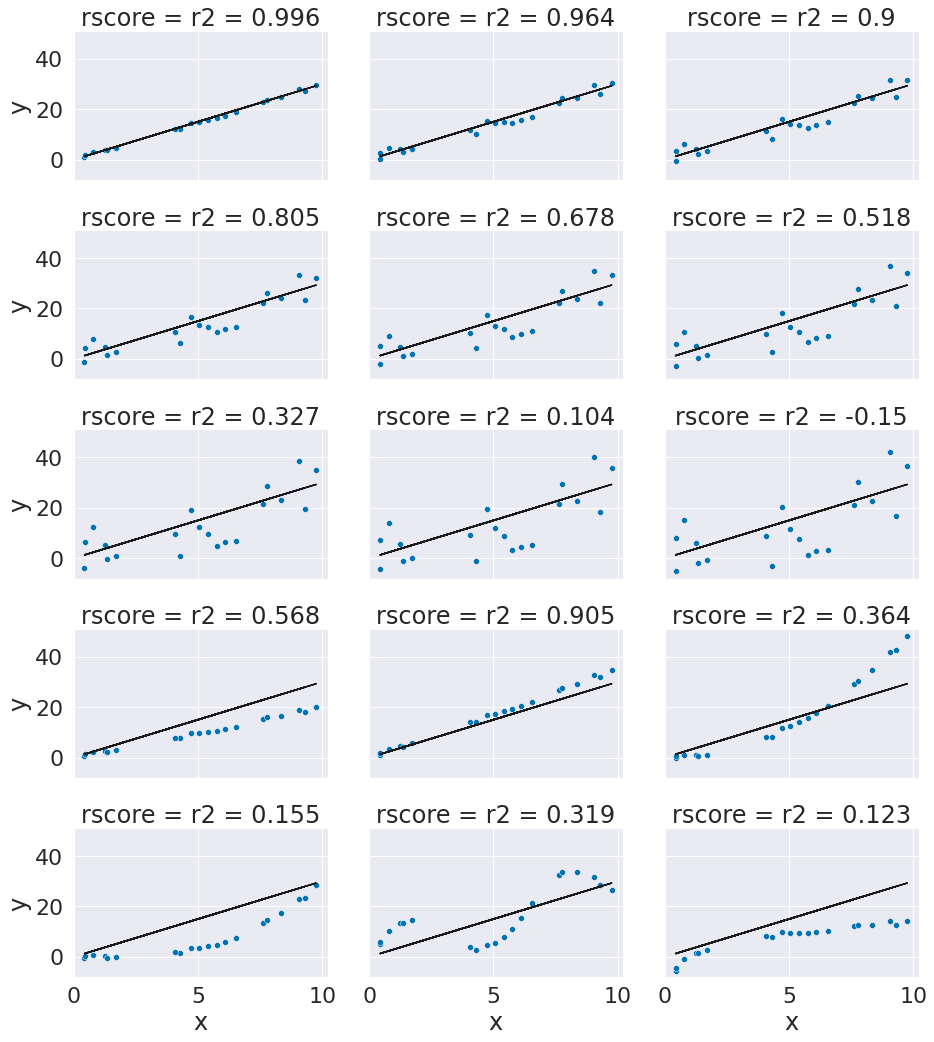 rscore = r2 = 0.996 rscore = r2 = 0.964 rscore = r2 = 0.9
40
20
0
y
rscore = r2 = 0.805 rscore = r2 = 0.678 rscore = r2 = 0.518
40
20
0
y
rscore = r2 = 0.327 rscore = r2 = 0.104 rscore = r2 = -0.15
40
20
0
y
rscore = r2 = 0.568 rscore = r2 = 0.905 rscore = r2 = 0.364
40
20
0
y
rscore = r2 = 0.155 rscore = r2 = 0.319 rscore = r2 = 0.123
40
20
0
y
0 5 10 0 5 10 0 5 10
x x x